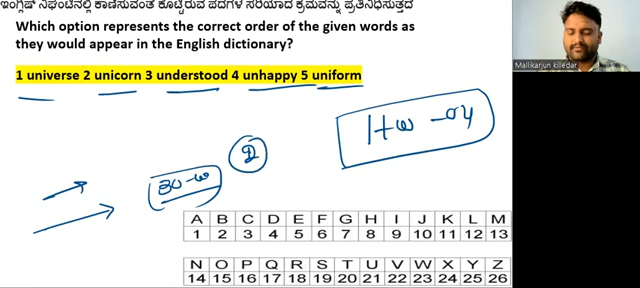 ಇಂಗ್ಲಿಷ್ ನಿಘಂಟಿನಲ್ಲಿ ಕಾಣಿಸುವಂತೆ ಕೊಟ್ಟಿರುವ ಪದಗಳ ಸರಿಯಾದ ಕ್ರಮವನ್ನು ಪ್ರತಿನಿಧಿಸುತ್ತದೆ
Which option represents the correct order of the given words as
they would appear in the English dictionary?
1 universe 2 unicorn 3 understood 4 unhappy 5 uniform
Mallikarjun killedar
2
A B C D E F G H I J K L M
1 2 3 4 5 6 7 8 9 10 11 12 13
N O P Q R S T U V W X Y Z
14 15 16 17 18 19 20 21 22 23 24 25 26